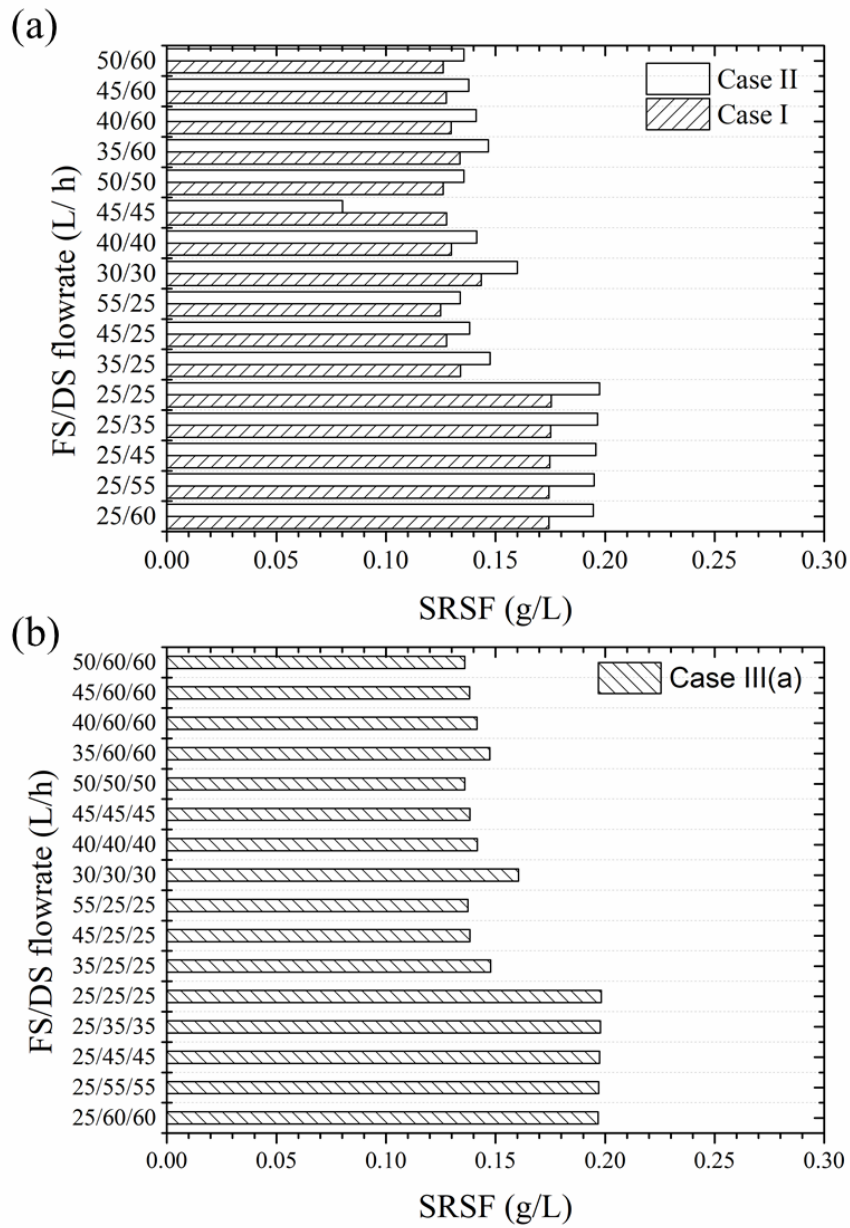 (a)
FS/DS flowrate (L/ h)
50/60
45/60
40/60
35/60
50/50
45/45
40/40
30/30
55/25
45/25
35/25
25/25
25/35
25/45
25/55
25/60
Case II
Case I
0.00 0.05 0.10 0.15 0.20 0.25 0.30
SRSF (g/L)
(b)
FS/DS flowrate (L/h)
50/60/60
45/60/60
40/60/60
35/60/60
50/50/50
45/45/45
40/40/40
30/30/30
55/25/25
45/25/25
35/25/25
25/25/25
25/35/35
25/45/45
25/55/55
25/60/60
Case III(a)
0.00 0.05 0.10 0.15 0.20 0.25 0.30
SRSF (g/L)